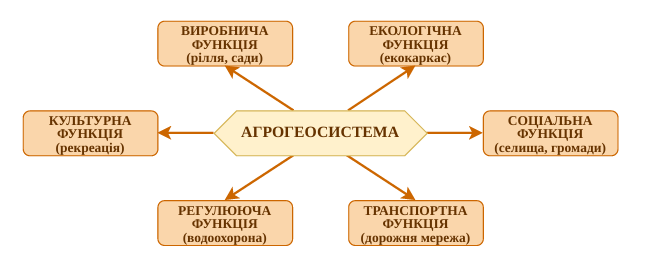 ВИРОБНИЧА
ФУНКЦІЯ
(рілля, сади)
ЕКОЛОГІЧНА
ФУНКЦІЯ
(екокаркас)
КУЛЬТУРНА
ФУНКЦІЯ
(рекреація)
АГРОГЕОСИСТЕМА
СОЦІАЛЬНА
ФУНКЦІЯ
(селища, громади)
РЕГУЛЮЮЧА
ФУНКЦІЯ
(водоохорона)
ТРАНСПОРТНА
ФУНКЦІЯ
(дорожня мережа)